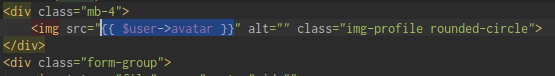 <div class="mb-4">
<img src="{{ $user->avatar }}" alt="" class="img-profile rounded-circle">
</div>
<div class="form-group">